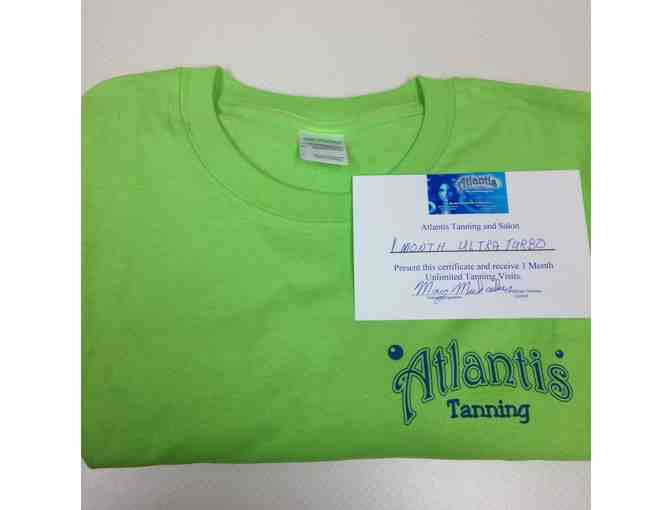 Atlantis
Atlantis Tanning and Salon
1 MONTH ULTRA TURBO
Present this certificate and receive 1 Month
Unlimited Tanning Visits.
Atlantis
Tanning